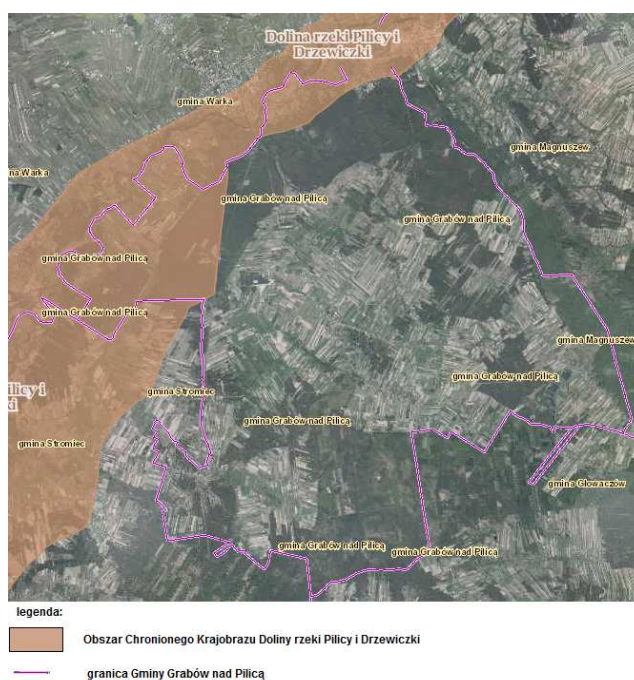 Dolina rzeki Pilicy i
Drzewiczki
gmina Warka
gmina Magnuszew
na Warka
gmina Grabów nad Pilicą
gmina Grabów nad Pilicą
gmina Grabów nad Pilicą
gmina Grabów nad Pilicą
gmina Magnuszew
gmina Grabów nad Pilicą
ilicy i
ki
gmina Stromiec
gmina Grabów nad Pilicą
gmina Stromiec
gmina Głowaczów
gmina Grabów nad Pilicą
gmina Grabów nad Pilicą
legenda:
Obszar Chronionego Krajobrazu Doliny rzeki Pilicy i Drzewiczki
granica Gminy Grabów nad Pilicą